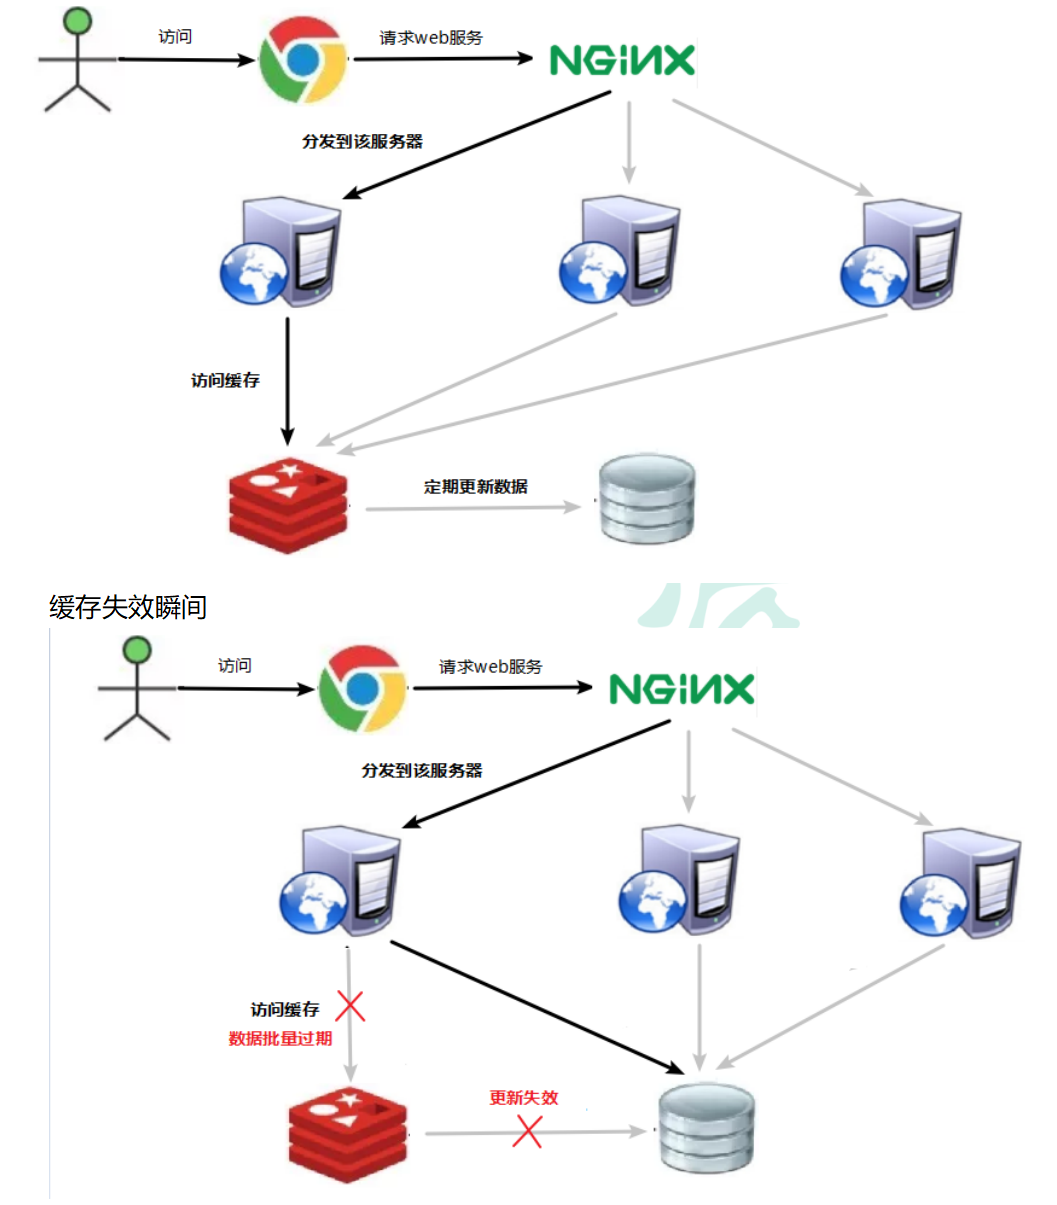 访问
请求web服务
NGINX
分发到该服务器
访问缓存
定期更新数据
缓存失效瞬间
访问
请求web服务
NGINX
分发到该服务器
访问缓存
数据批量过期
更新失效